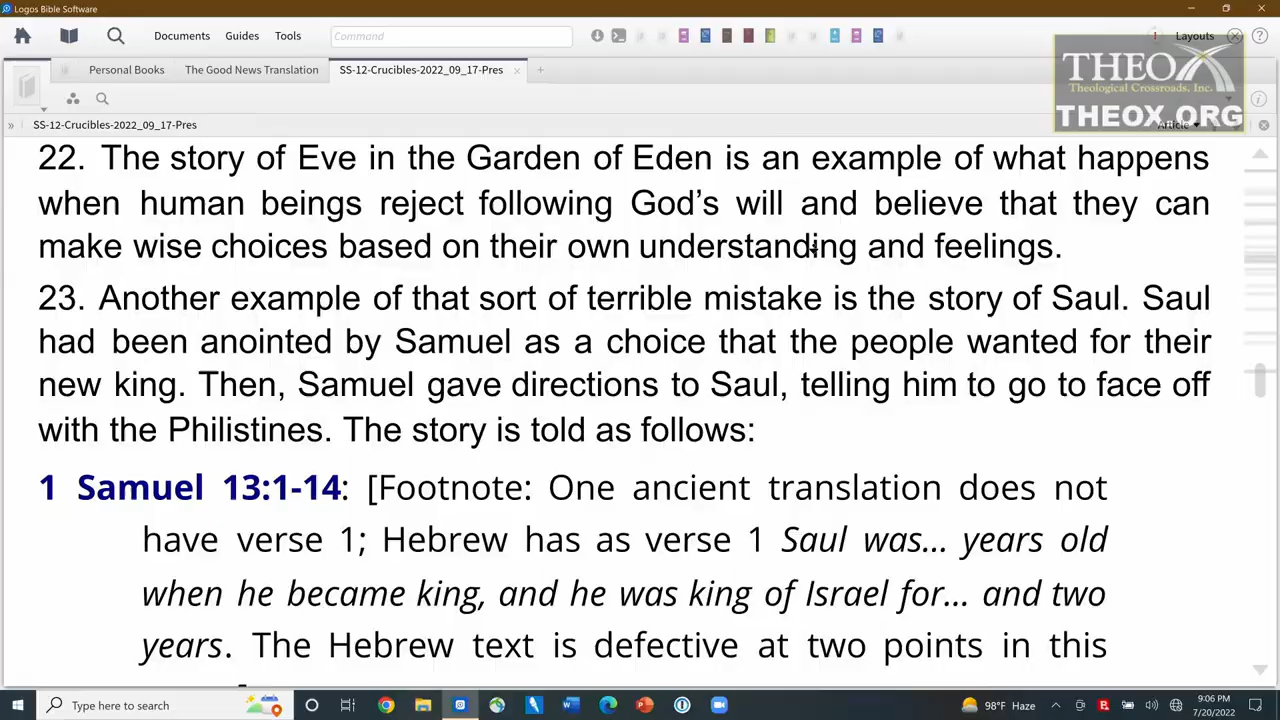 Logos Bible Software
Documents Guides Tools Command Layouts
Personal Books The Good News Translation SS-12-Crucibles-2022_09_17-Pres
THEOX
Theological Crossroads, Inc.
THEOX.ORG
SS-12-Crucibles-2022_09_17-Pres Article
22. The story of Eve in the Garden of Eden is an example of what happens
when human beings reject following God’s will and believe that they can
make wise choices based on their own understanding and feelings.
23. Another example of that sort of terrible mistake is the story of Saul. Saul
had been anointed by Samuel as a choice that the people wanted for their
new king. Then, Samuel gave directions to Saul, telling him to go to face off
with the Philistines. The story is told as follows:
1 Samuel 13:1-14: [Footnote: One ancient translation does not
have verse 1; Hebrew has as verse 1 Saul was... years old
when he became king, and he was king of Israel for... and two
years. The Hebrew text is defective at two points in this
Type here to search
98°F Haze
9:06 PM
7/20/2022